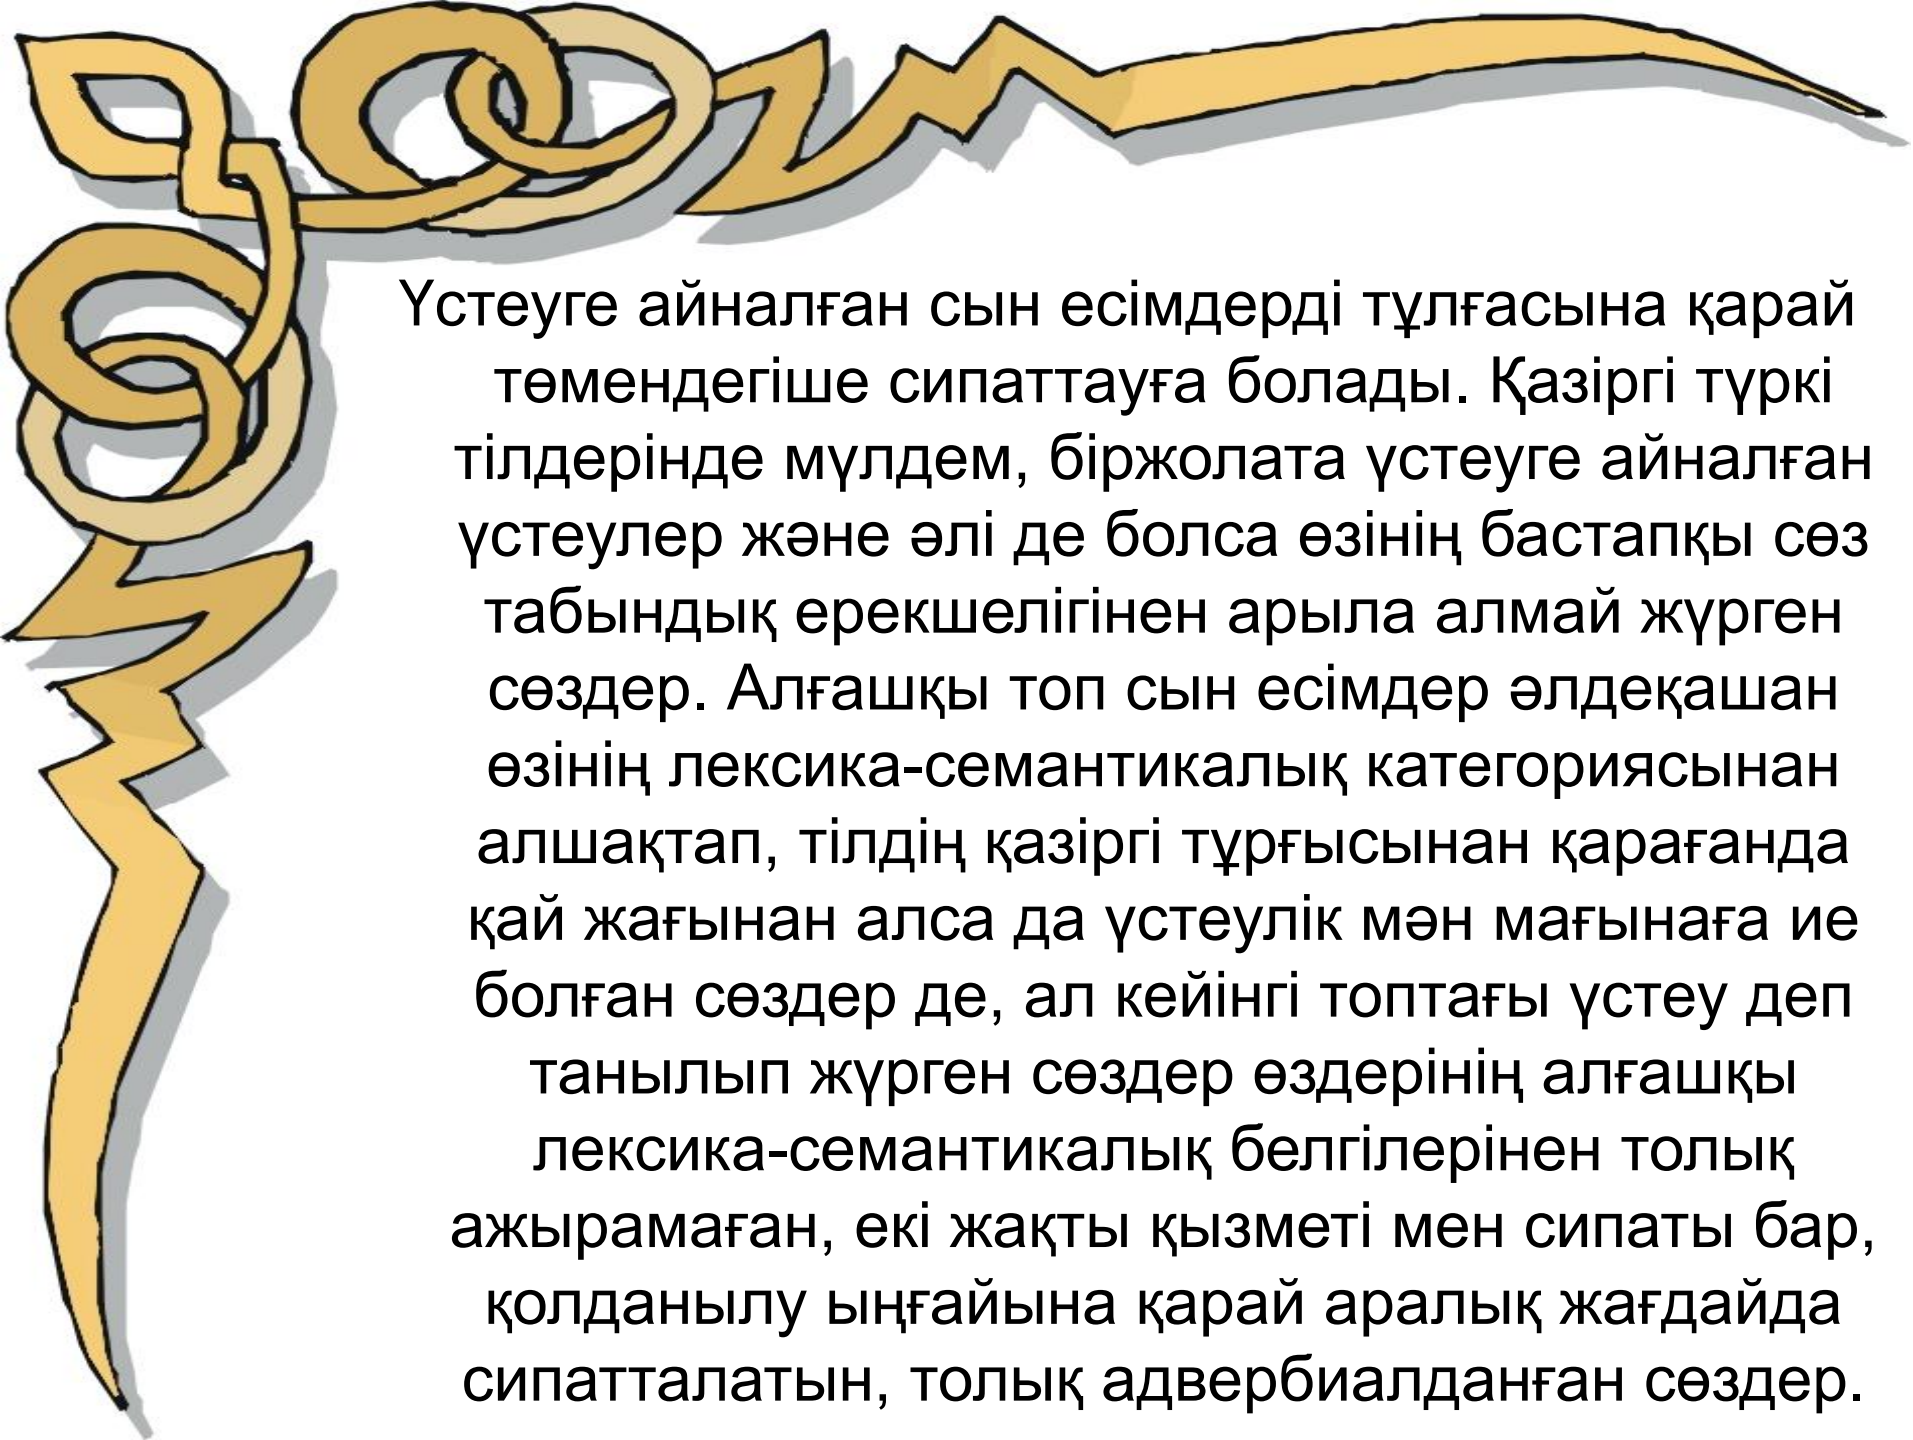 Үстеуге айналған сын есімдерді тұлғасына қарай
төмендегіше сипаттауға болады. Қазіргі түркі
тілдерінде мүлдем, біржолата үстеуге айналған
үстеулер және әлі де болса өзінің бастапқы сөз
табындық ерекшелігінен арыла алмай жүрген
сөздер. Алғашқы топ сын есімдер әлдеқашан
өзінің лексика-семантикалық категориясынан
алшақтап, тілдің қазіргі тұрғысынан қарағанда
қай жағынан алса да үстеулік мән мағынаға ие
болған сөздер де, ал кейінгі топтағы үстеу деп
танылып жүрген сөздер өздерінің алғашқы
лексика-семантикалық белгілерінен толық
ажырамаған, екі жақты қызметі мен сипаты бар,
қолданылу ыңғайына қарай аралық жағдайда
сипатталатын, толық адвербиалданған сөздер.